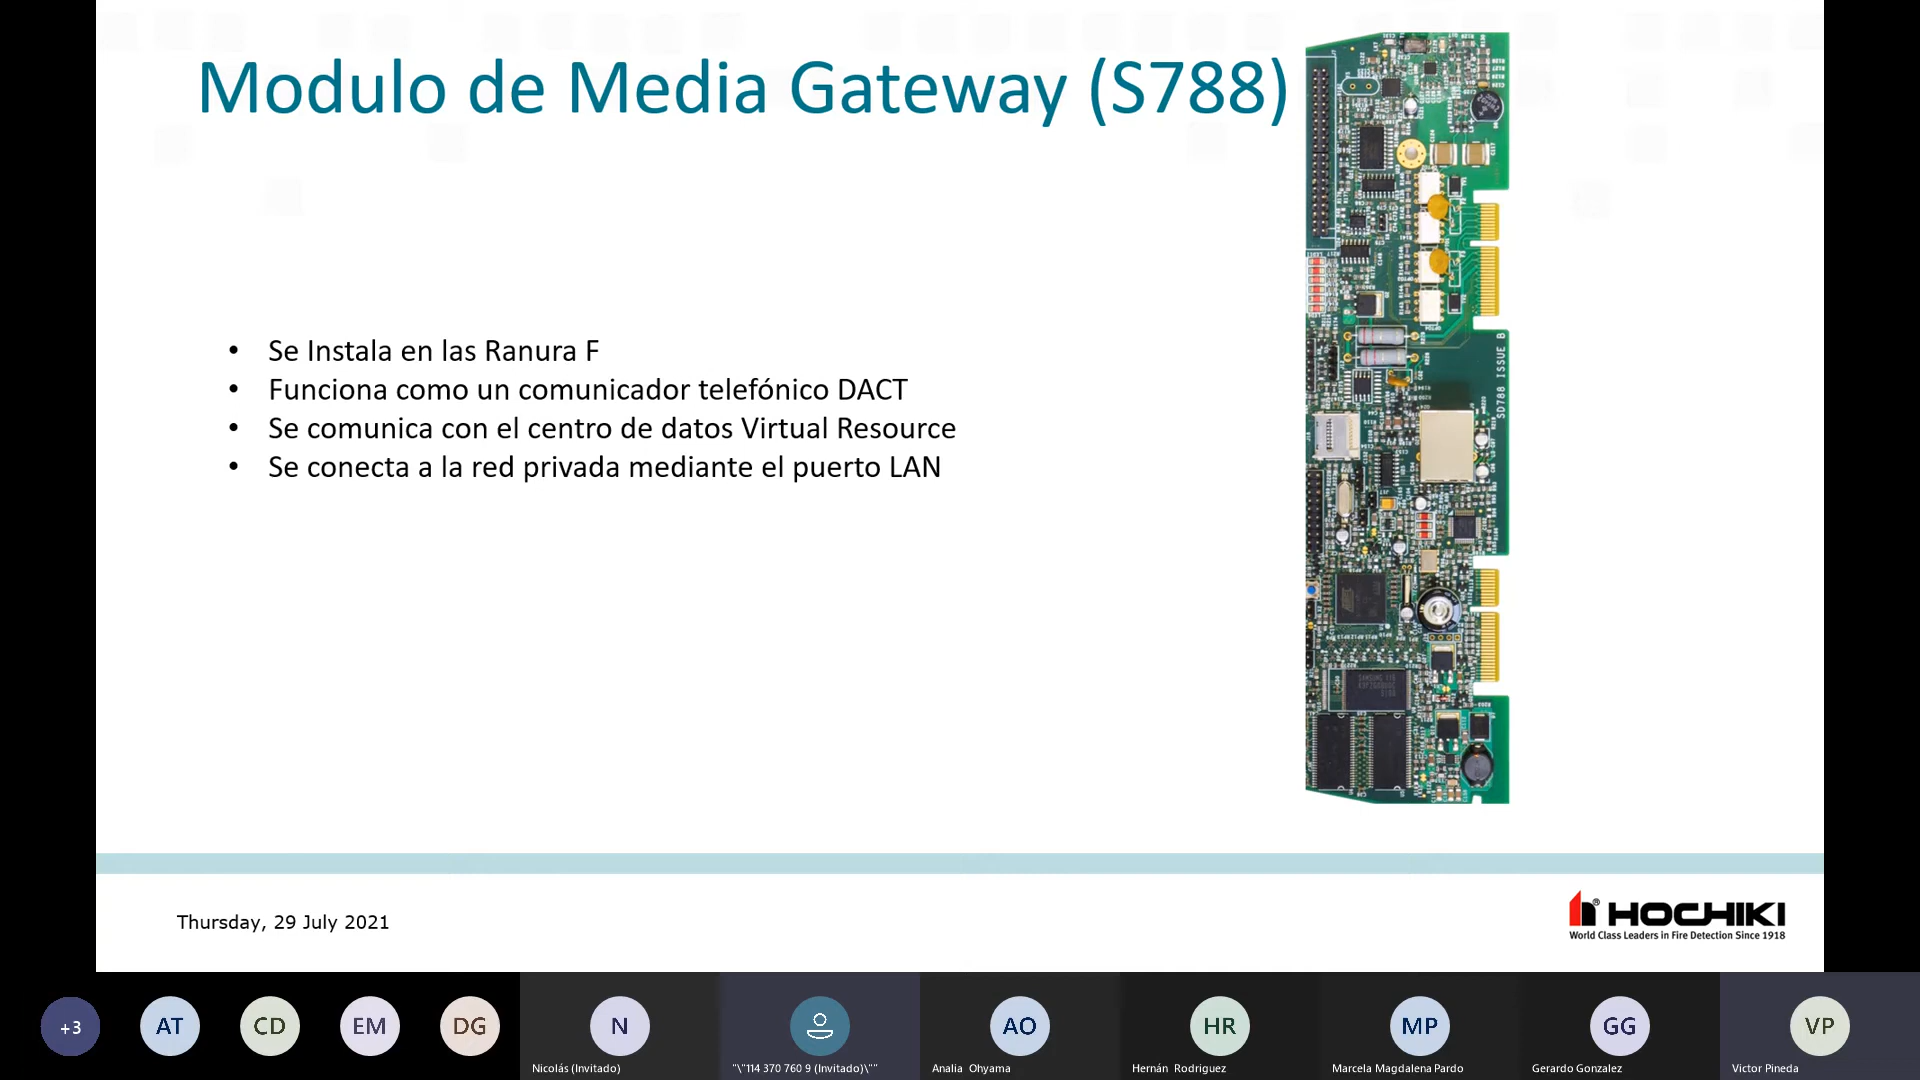 Modulo de Media Gateway (S788)
• Se Instala en las Ranura F
• Funciona como un comunicador telefónico DACT
• Se comunica con el centro de datos Virtual Resource
• Se conecta a la red privada mediante el puerto LAN
SD788 ISSUE B
Thursday, 29 July 2021
HOCHIKI
World Class Leaders in Fire Detection Since 1918
+3
AT
CD
EM
DG
N
AO
HR
MP
GG
VP
Nicolás (Invitado)
"\"114 370 760 9 (Invitado)\""
Analia Ohyama
Hernán Rodriguez
Marcela Magdalena Pardo
Gerardo Gonzalez
Victor Pineda